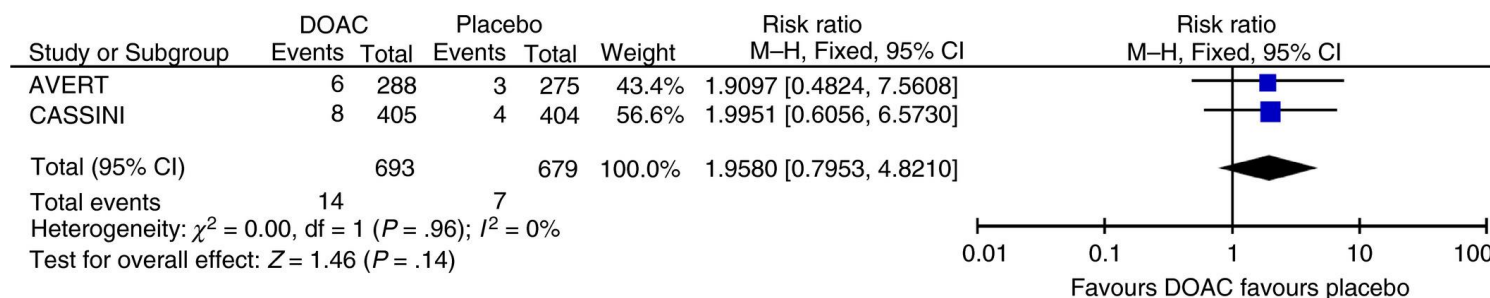 DOAC Placebo Risk ratio Risk ratio
Study or Subgroup Events Total Events Total Weight M–H, Fixed, 95% CI M–H, Fixed, 95% CI
AVERT 6 288 3 275 43.4% 1.9097 [0.4824, 7.5608]
CASSINI 8 405 4 404 56.6% 1.9951 [0.6056, 6.5730]
Total (95% CI) 693 679 100.0% 1.9580 [0.7953, 4.8210]
Total events 14 7
Heterogeneity: χ² = 0.00, df = 1 (P = .96); I² = 0%
Test for overall effect: Z = 1.46 (P = .14)
0.01 0.1 1 10 100
Favours DOAC favours placebo